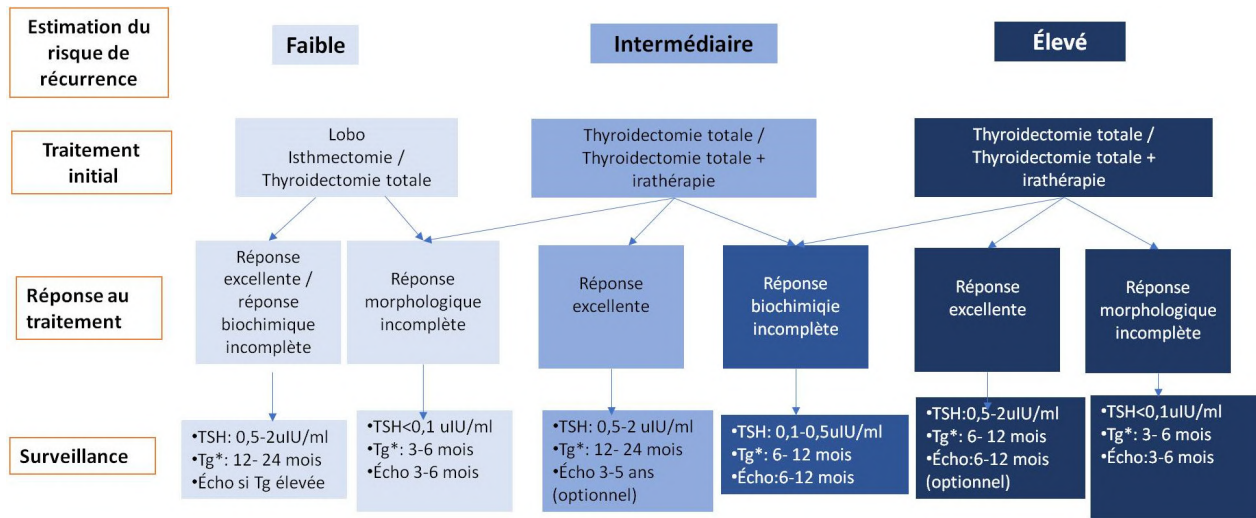 Estimation du
risque de
récurrence
Faible
Intermédiaire
Élevé
Traitement
initial
Lobo
Isthmectomie /
Thyroidectomie totale
Thyroidectomie totale /
Thyroidectomie totale +
irathérapie
Thyroidectomie totale /
Thyroidectomie totale +
irathérapie
Réponse au
traitement
Réponse
excellente /
réponse
biochimique
incomplète
Réponse
morphologique
incomplète
Réponse
excellente
Réponse
biochimiqie
incomplète
Réponse
excellente
Réponse
morphologique
incomplète
Surveillance
•TSH: 0,5-2uIU/ml
•Tg*: 12- 24 mois
•Écho si Tg élevée
•TSH<0,1 uIU/ml
•Tg*: 3-6 mois
•Écho 3-6 mois
•TSH: 0,5-2 uIU/ml
•Tg*: 12- 24 mois
•Écho 3-5 ans
(optionnel)
•TSH: 0,1-0,5uIU/ml
•Tg*: 6- 12 mois
•Écho:6-12 mois
•TSH:0,5-2uIU/ml
•Tg*: 6- 12 mois
•Écho:6-12 mois
(optionnel)
•TSH<0,1uIU/ml
•Tg*: 3- 6 mois
•Écho:3-6 mois